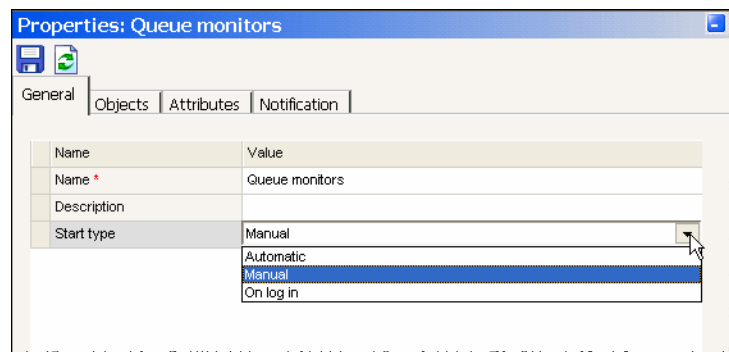 Properties: Queue monitors
General Objects Attributes Notification
Name Value
Name * Queue monitors
Description
Start type Manual
Automatic
Manual
On log in